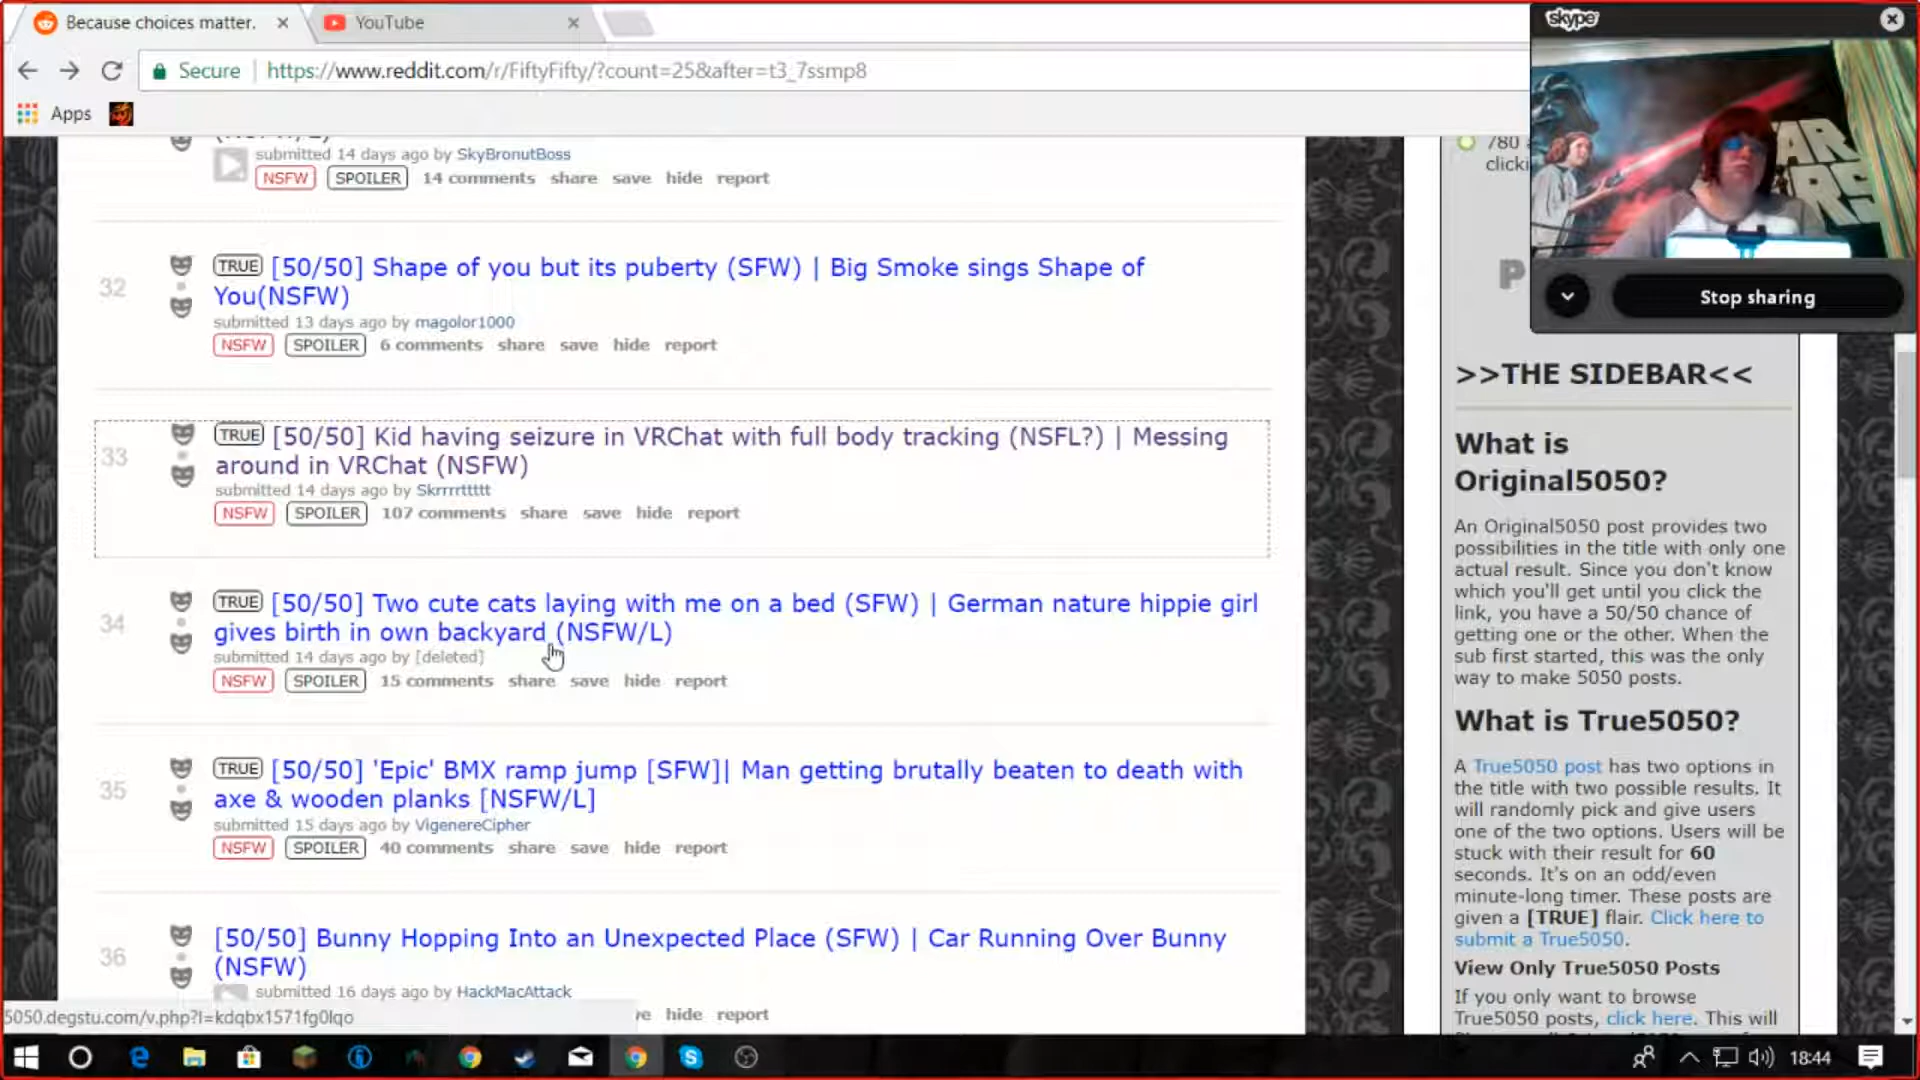 Because choices matter.
YouTube
Secure
https://www.reddit.com/r/FiftyFifty/?count=25&after=t3_7ssmp8
Apps
skype
Stop sharing
submitted 14 days ago by SkyBronutBoss
NSFW SPOILER 14 comments share save hide report
32
TRUE [50/50] Shape of you but its puberty (SFW) | Big Smoke sings Shape of
You(NSFW)
submitted 13 days ago by magolor1000
NSFW SPOILER 6 comments share save hide report
33
TRUE [50/50] Kid having seizure in VRChat with full body tracking (NSFL?) | Messing
around in VRChat (NSFW)
submitted 14 days ago by Skrrrrttttt
NSFW SPOILER 107 comments share save hide report
34
TRUE [50/50] Two cute cats laying with me on a bed (SFW) | German nature hippie girl
gives birth in own backyard (NSFW/L)
submitted 14 days ago by [deleted]
NSFW SPOILER 15 comments share save hide report
35
TRUE [50/50] 'Epic' BMX ramp jump [SFW]| Man getting brutally beaten to death with
axe & wooden planks [NSFW/L]
submitted 15 days ago by VigenereCipher
NSFW SPOILER 40 comments share save hide report
36
[50/50] Bunny Hopping Into an Unexpected Place (SFW) | Car Running Over Bunny
(NSFW)
submitted 16 days ago by HackMacAttack
hide report
5050.degstu.com/v.php?l=kdqbx1571fg0lqo
/80
STAR
WARS
P
>>THE SIDEBAR<<
What is
Original5050?
An Original5050 post provides two
possibilities in the title with only one
actual result. Since you don't know
which you'll get until you click the
link, you have a 50/50 chance of
getting one or the other. When the
sub first started, this was the only
way to make 5050 posts.
What is True5050?
A True5050 post has two options in
the title with two possible results. It
will randomly pick and give users
one of the two options. Users will be
stuck with their result for 60
seconds. It's on an odd/even
minute-long timer. These posts are
given a [TRUE] flair. Click here to
submit a True5050.
View Only True5050 Posts
If you only want to browse
True5050 posts, click here. This will
18:44